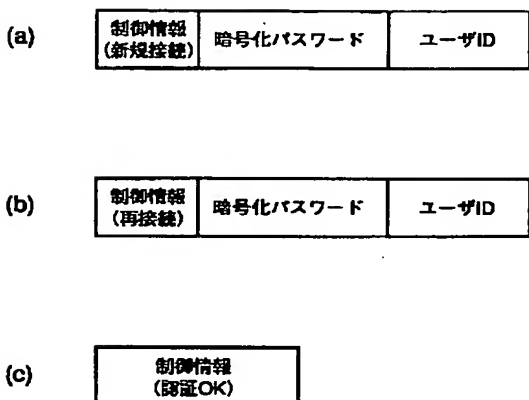 (a)
制御情報
(新規接続)
暗号化パスワード
ユーザID
(b)
制御情報
(再接続)
暗号化パスワード
ユーザID
(c)
制御情報
(認証OK)